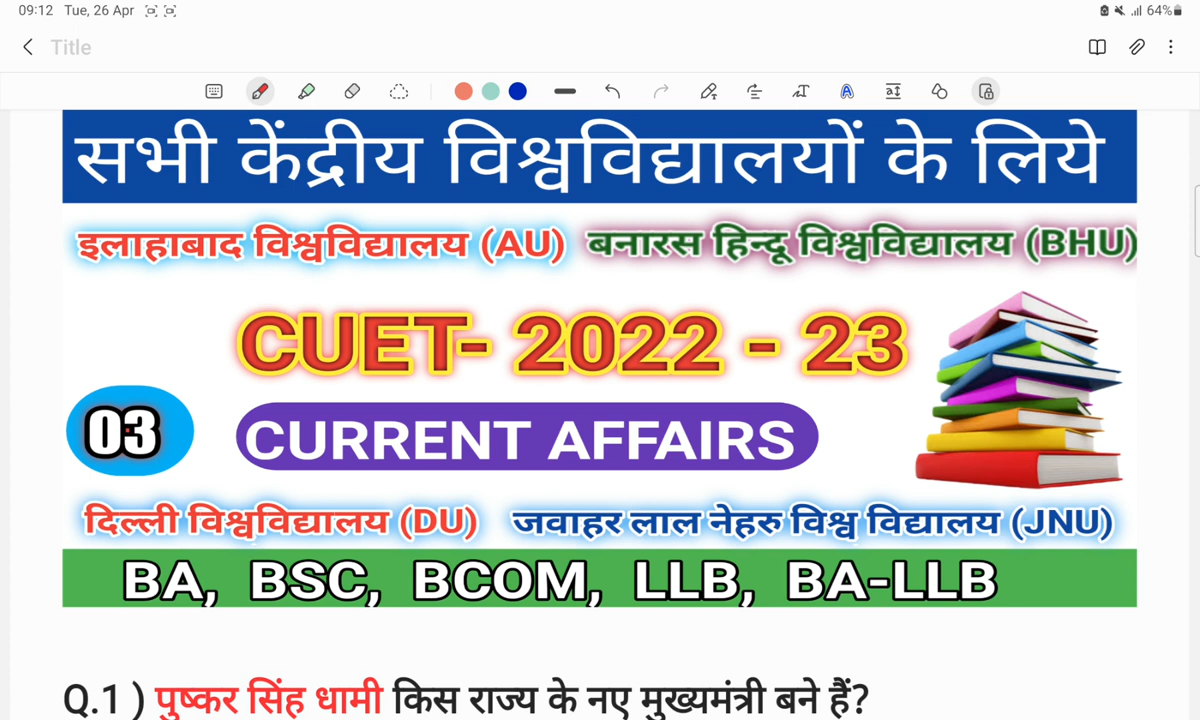 09:12 Tue, 26 Apr 64%
Title
सभी केंद्रीय विश्वविद्यालयों के लिये
इलाहाबाद विश्वविद्यालय (AU) बनारस हिन्दू विश्वविद्यालय (BHU)
CUET- 2022 - 23
03 CURRENT AFFAIRS
दिल्ली विश्वविद्यालय (DU) जवाहर लाल नेहरु विश्व विद्यालय (JNU)
BA, BSC, BCOM, LLB, BA-LLB
Q.1 ) पुष्कर सिंह धामी किस राज्य के नए मुख्यमंत्री बने हैं?